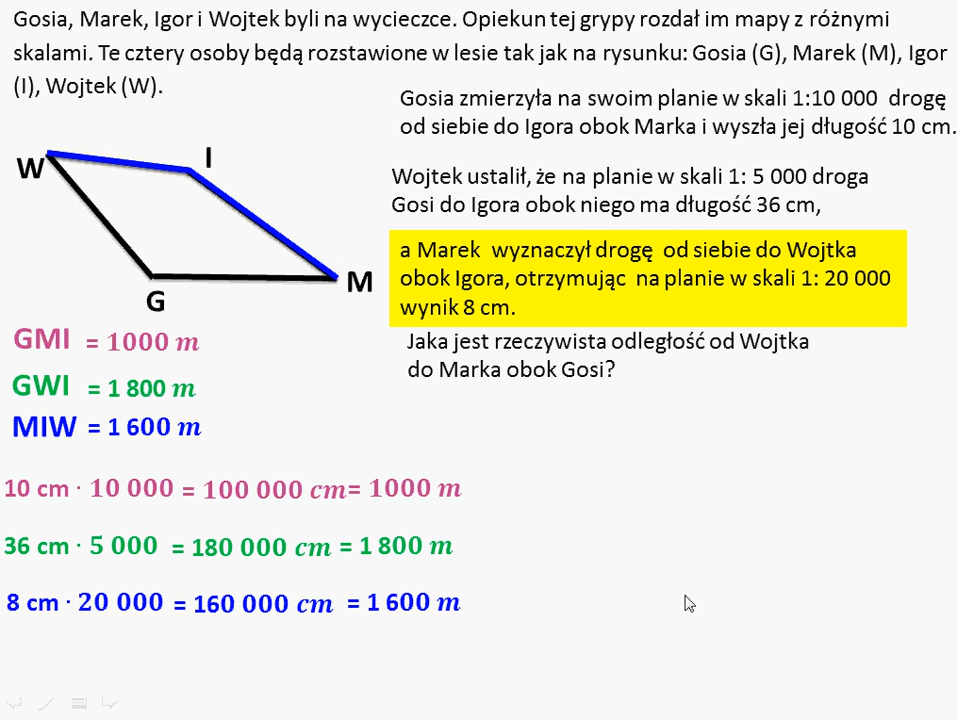 Gosia, Marek, Igor i Wojtek byli na wycieczce. Opiekun tej grypy rozdał im mapy z różnymi
skalami. Te cztery osoby będą rozstawione w lesie tak jak na rysunku: Gosia (G), Marek (M), Igor
(I), Wojtek (W).
Gosia zmierzyła na swoim planie w skali 1:10 000 drogę
od siebie do Igora obok Marka i wyszła jej długość 10 cm.
W
I
G
M
Wojtek ustalił, że na planie w skali 1: 5 000 droga
Gosi do Igora obok niego ma długość 36 cm,
a Marek wyznaczył drogę od siebie do Wojtka
obok Igora, otrzymując na planie w skali 1: 20 000
wynik 8 cm.
Jaka jest rzeczywista odległość od Wojtka
do Marka obok Gosi?
GMI = 1000 m
GWI = 1 800 m
MIW = 1 600 m
10 cm · 10 000 = 100 000 cm= 1000 m
36 cm · 5 000 = 180 000 cm = 1 800 m
8 cm · 20 000 = 160 000 cm = 1 600 m